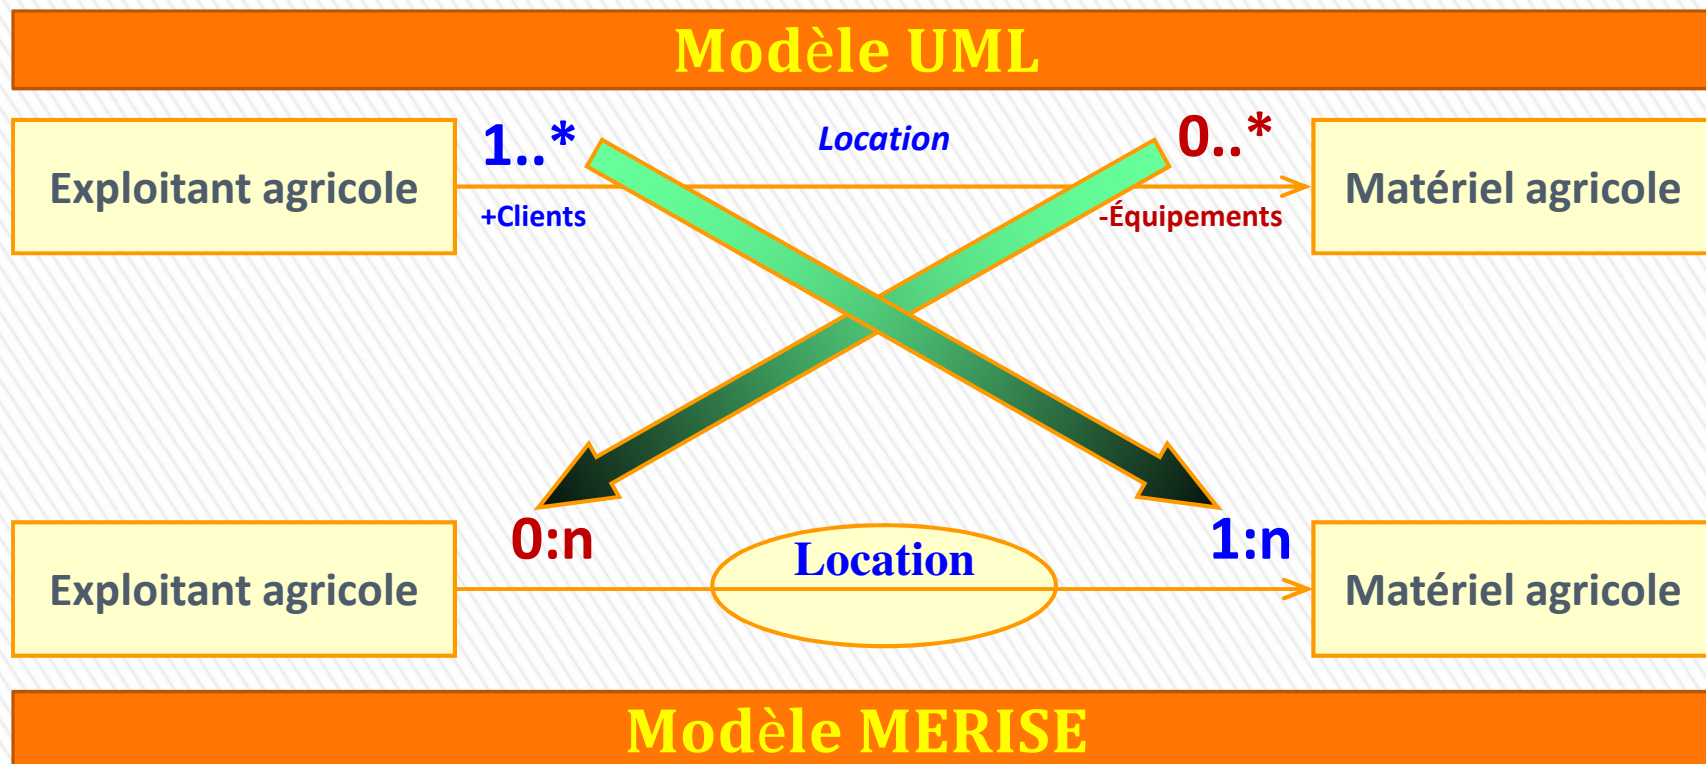 Modèle UML
1..* Location 0..*
Exploitant agricole Matériel agricole
+Clients -Équipements
0:n Location 1:n
Exploitant agricole Matériel agricole
Modèle MERISE